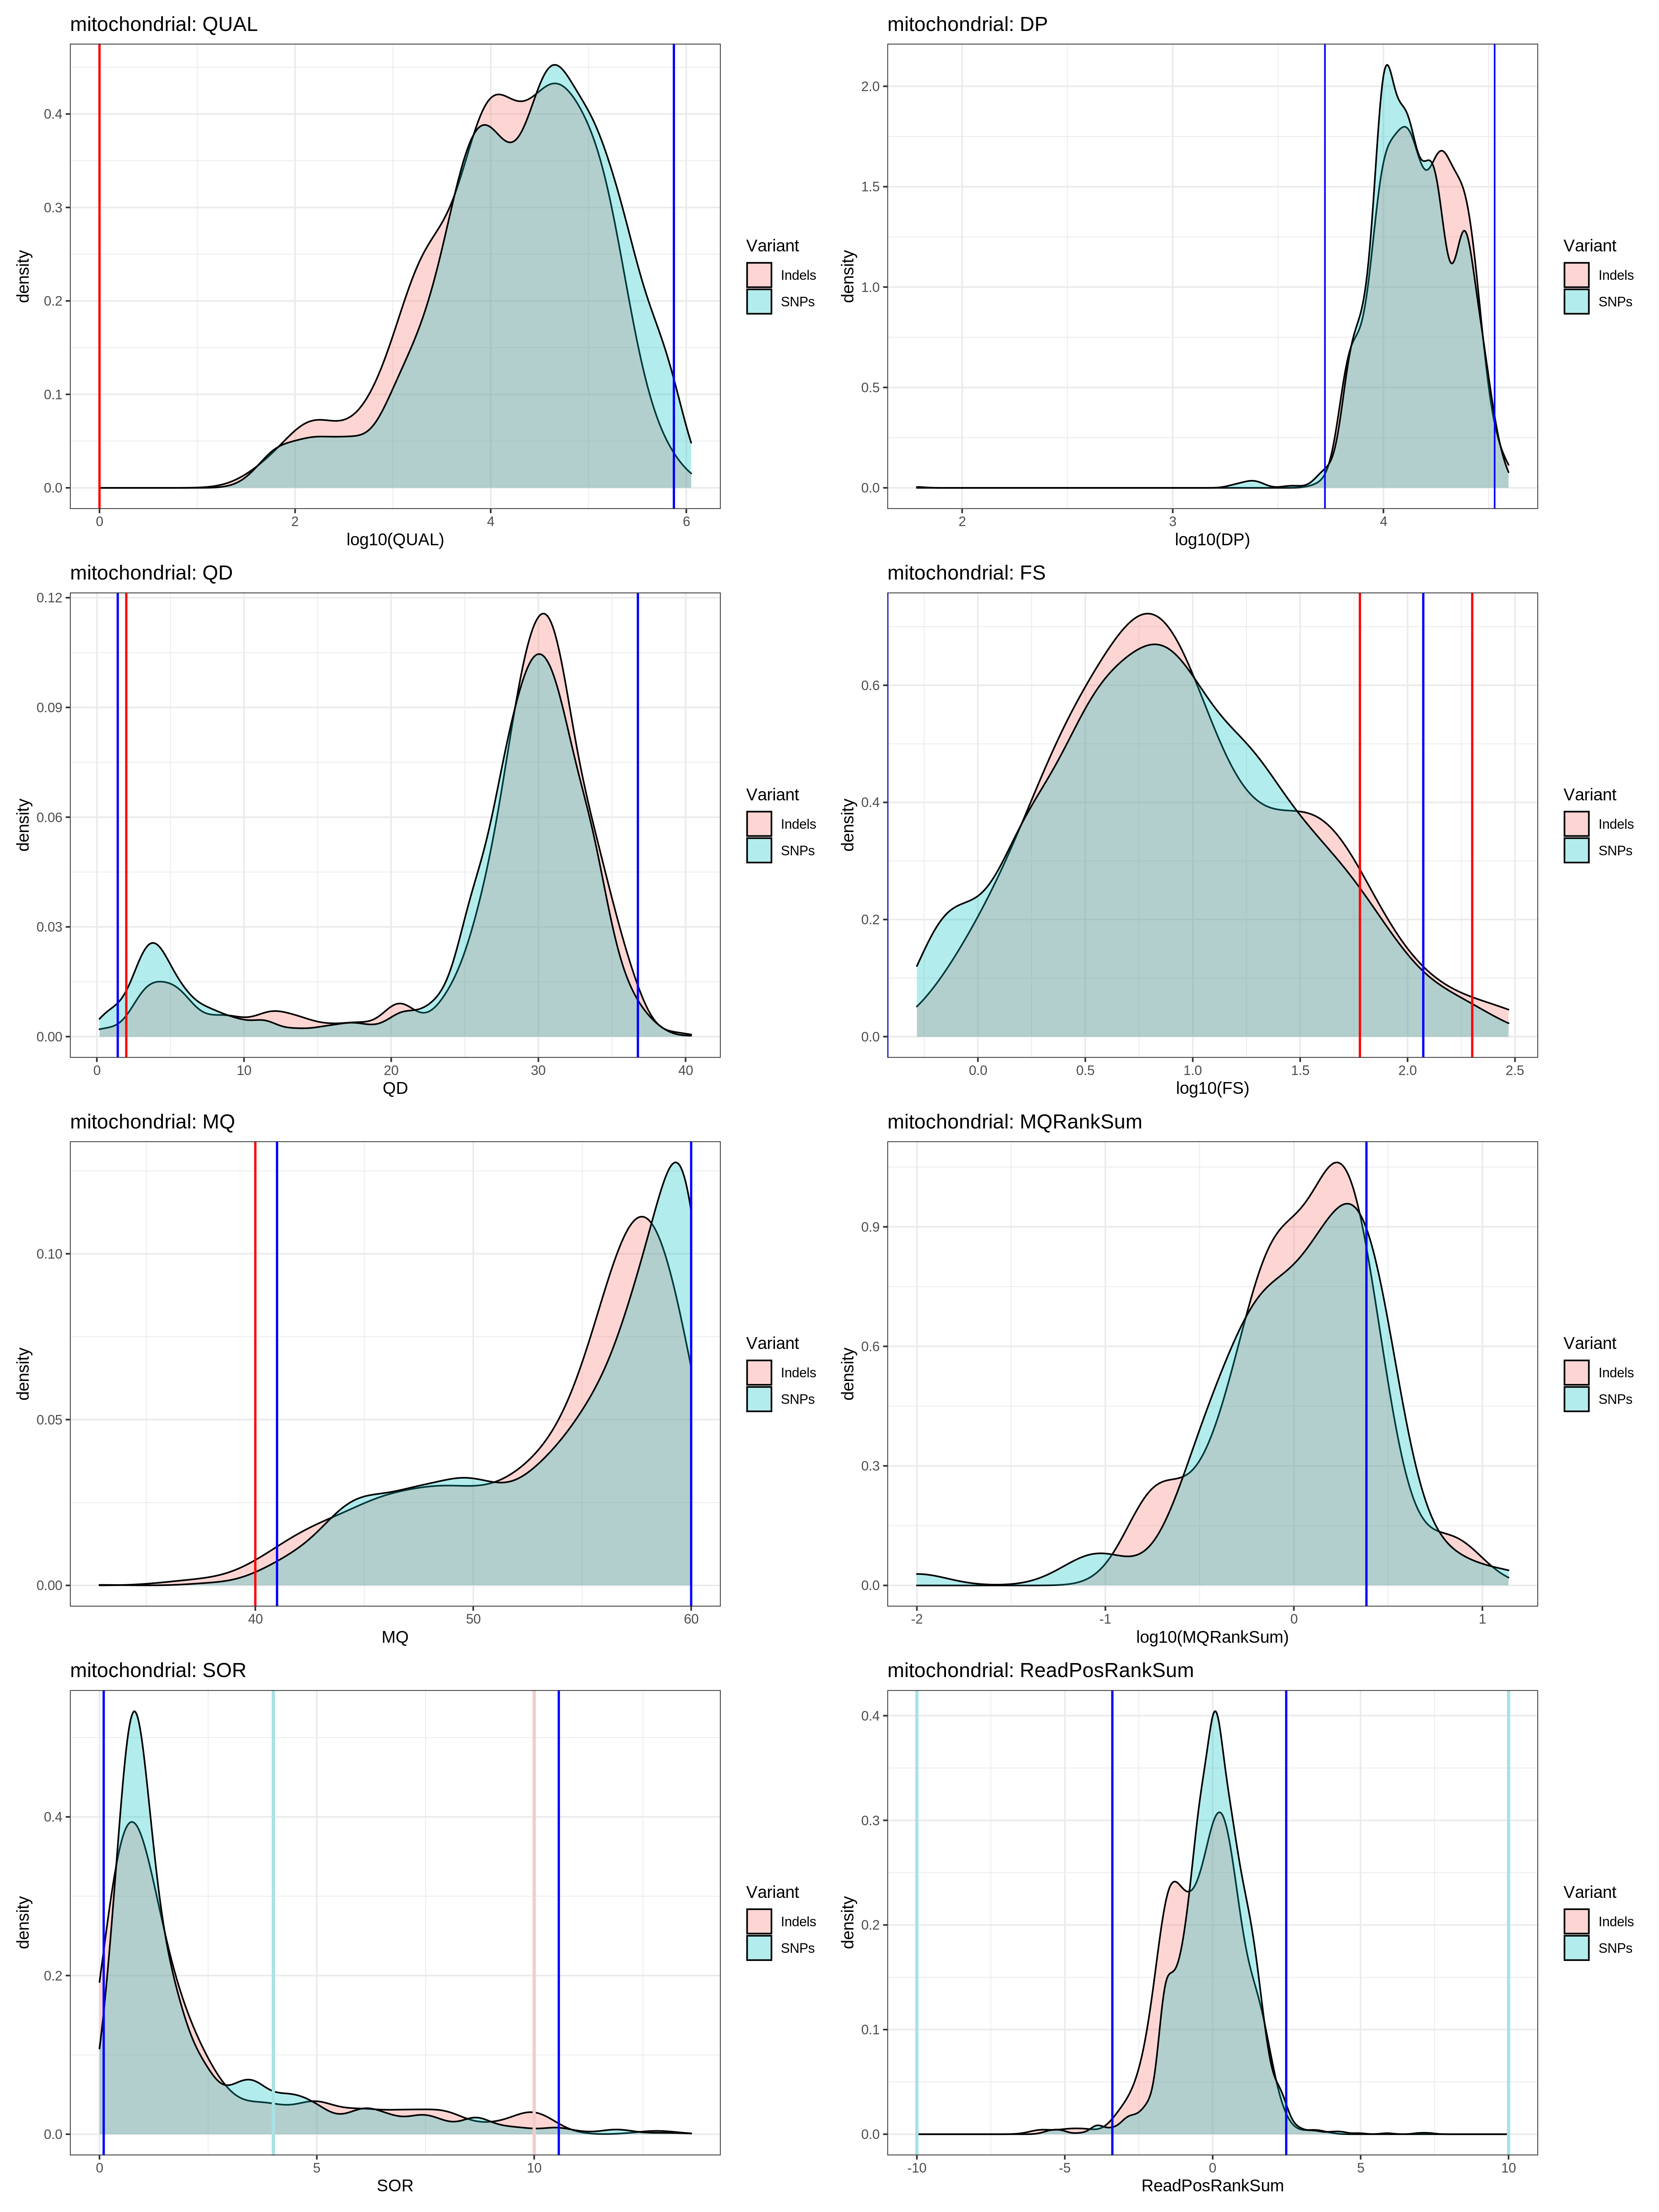 mitochondrial: QUAL
density
0.4
0.3
0.2
0.1
0.0
0 2 4 6
log10(QUAL)
Variant
Indels
SNPs
mitochondrial: DP
density
2.0
1.5
1.0
0.5
0.0
2 3 4
log10(DP)
Variant
Indels
SNPs
mitochondrial: QD
density
0.12
0.09
0.06
0.03
0.00
0 10 20 30 40
QD
Variant
Indels
SNPs
mitochondrial: FS
density
0.6
0.4
0.2
0.0
0.0 0.5 1.0 1.5 2.0 2.5
log10(FS)
Variant
Indels
SNPs
mitochondrial: MQ
density
0.10
0.05
0.00
40 50 60
MQ
Variant
Indels
SNPs
mitochondrial: MQRankSum
density
0.9
0.6
0.3
0.0
-2 -1 0 1
log10(MQRankSum)
Variant
Indels
SNPs
mitochondrial: SOR
density
0.4
0.2
0.0
0 5 10
SOR
Variant
Indels
SNPs
mitochondrial: ReadPosRankSum
density
0.4
0.3
0.2
0.1
0.0
-10 -5 0 5 10
ReadPosRankSum
Variant
Indels
SNPs